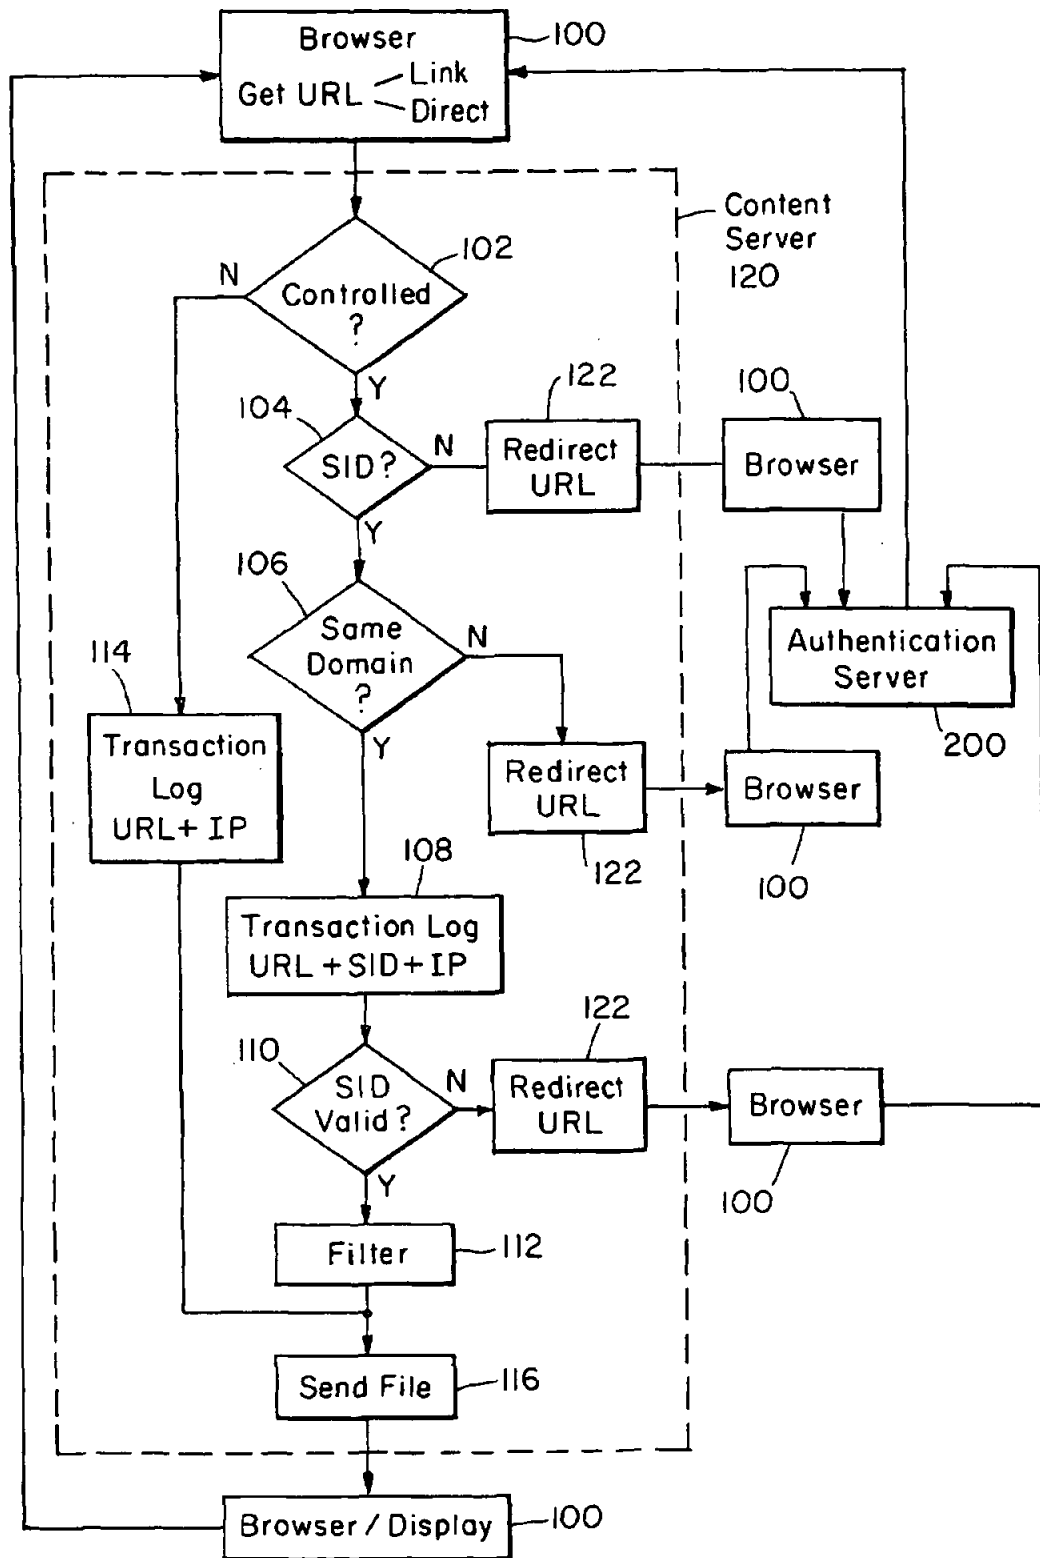 Browser
Get URL
Link
Direct
100
Content
Server
120
102
N
Controlled
?
Y
104
SID?
N
122
Redirect
URL
100
Browser
Y
106
Same
Domain
?
N
Authentication
Server
200
114
Transaction
Log
URL+ IP
Y
Redirect
URL
122
Browser
100
108
Transaction Log
URL+SID+IP
110
SID
Valid?
N
122
Redirect
URL
Browser
100
Y
Filter
112
Send File
116
Browser / Display
100